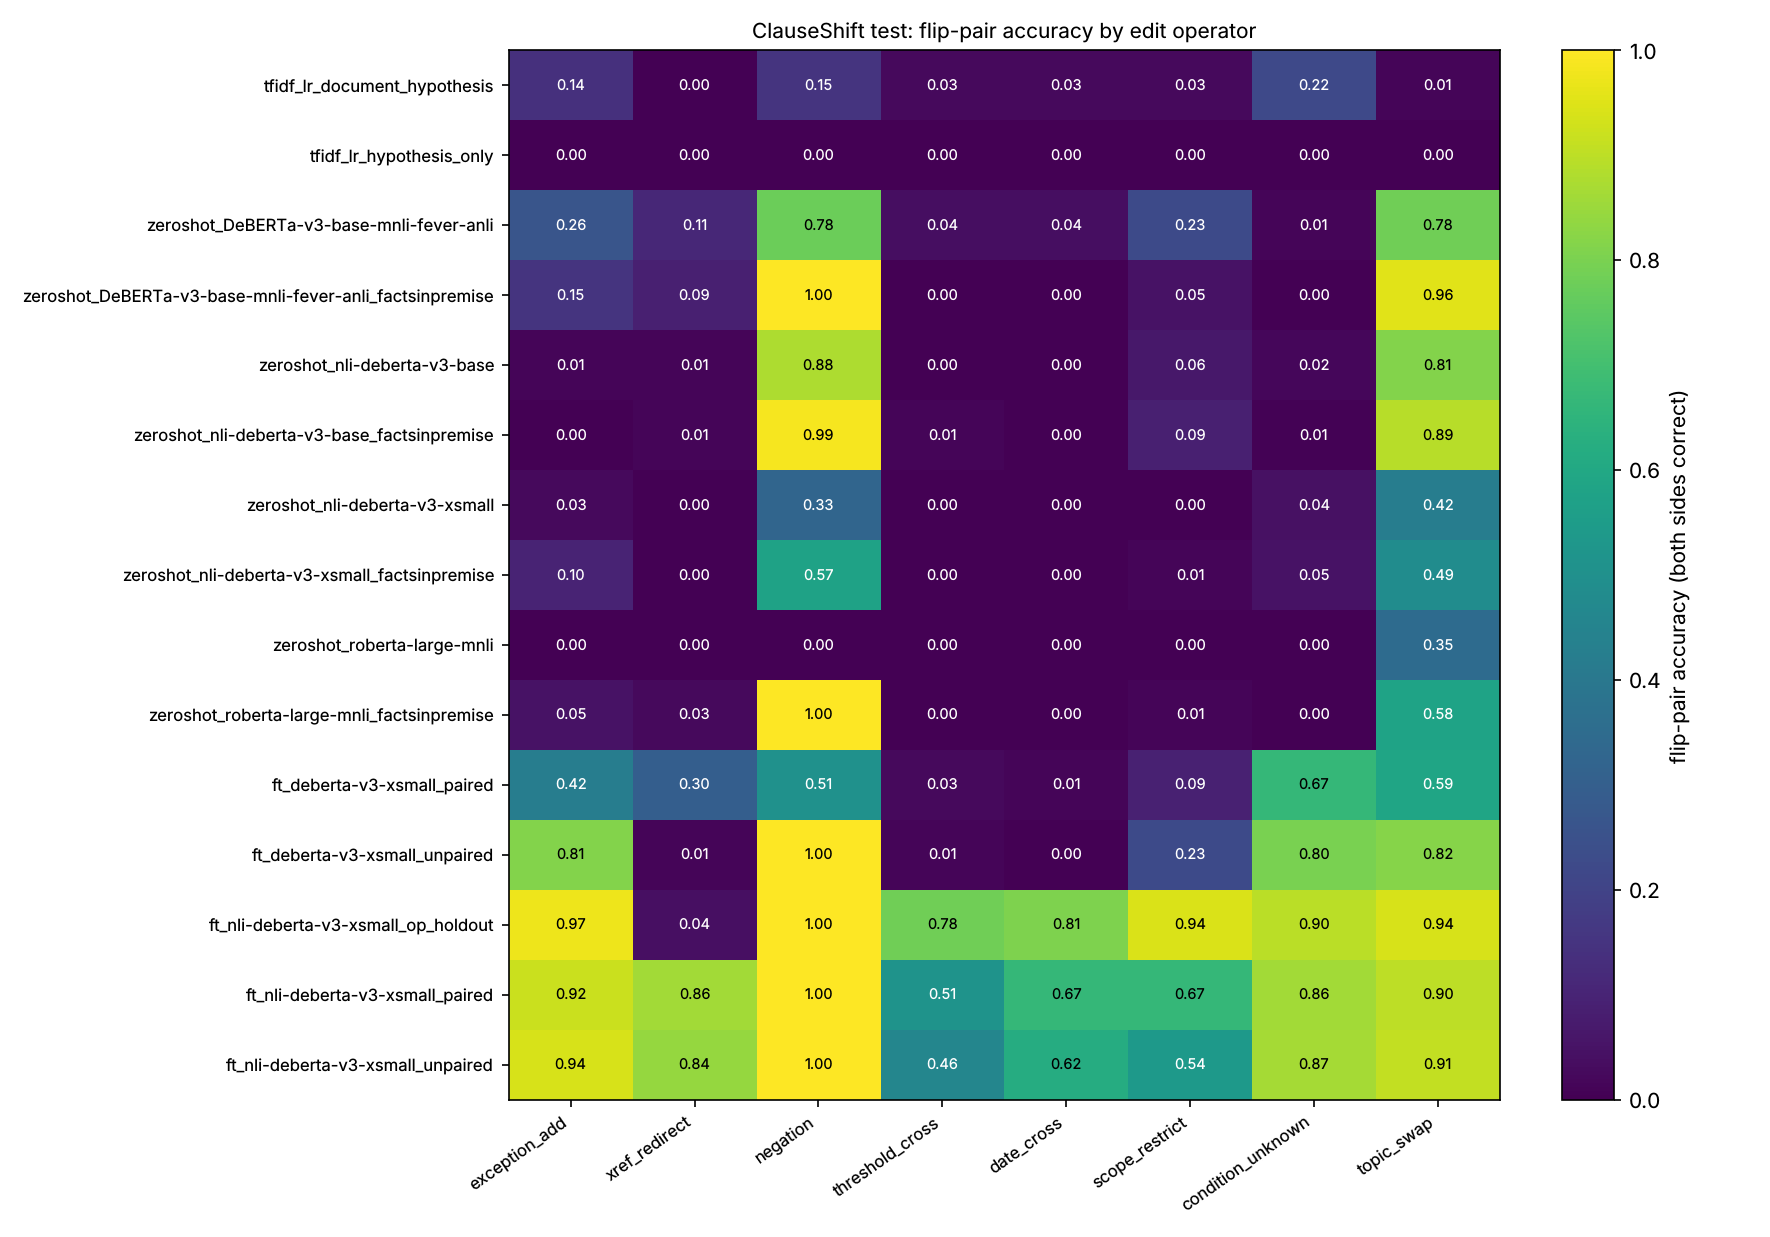 ClauseShift test: flip-pair accuracy by edit operator
tfidf_lr_document_hypothesis 0.14 0.00 0.15 0.03 0.03 0.03 0.22 0.01
tfidf_lr_hypothesis_only 0.00 0.00 0.00 0.00 0.00 0.00 0.00 0.00
zeroshot_DeBERTa-v3-base-mnli-fever-anli 0.26 0.11 0.78 0.04 0.04 0.23 0.01 0.78
zeroshot_DeBERTa-v3-base-mnli-fever-anli_factsinpremise 0.15 0.09 1.00 0.00 0.00 0.05 0.00 0.96
zeroshot_nli-deberta-v3-base 0.01 0.01 0.88 0.00 0.00 0.06 0.02 0.81
zeroshot_nli-deberta-v3-base_factsinpremise 0.00 0.01 0.99 0.01 0.00 0.09 0.01 0.89
zeroshot_nli-deberta-v3-xsmall 0.03 0.00 0.33 0.00 0.00 0.00 0.04 0.42
zeroshot_nli-deberta-v3-xsmall_factsinpremise 0.10 0.00 0.57 0.00 0.00 0.01 0.05 0.49
zeroshot_roberta-large-mnli 0.00 0.00 0.00 0.00 0.00 0.00 0.00 0.35
zeroshot_roberta-large-mnli_factsinpremise 0.05 0.03 1.00 0.00 0.00 0.01 0.00 0.58
ft_deberta-v3-xsmall_paired 0.42 0.30 0.51 0.03 0.01 0.09 0.67 0.59
ft_deberta-v3-xsmall_unpaired 0.81 0.01 1.00 0.01 0.00 0.23 0.80 0.82
ft_nli-deberta-v3-xsmall_op_holdout 0.97 0.04 1.00 0.78 0.81 0.94 0.90 0.94
ft_nli-deberta-v3-xsmall_paired 0.92 0.86 1.00 0.51 0.67 0.67 0.86 0.90
ft_nli-deberta-v3-xsmall_unpaired 0.94 0.84 1.00 0.46 0.62 0.54 0.87 0.91
exception_add xref_redirect negation threshold_cross date_cross scope_restrict condition_unknown topic_swap
1.0
0.8
0.6
0.4
0.2
0.0
flip-pair accuracy (both sides correct)